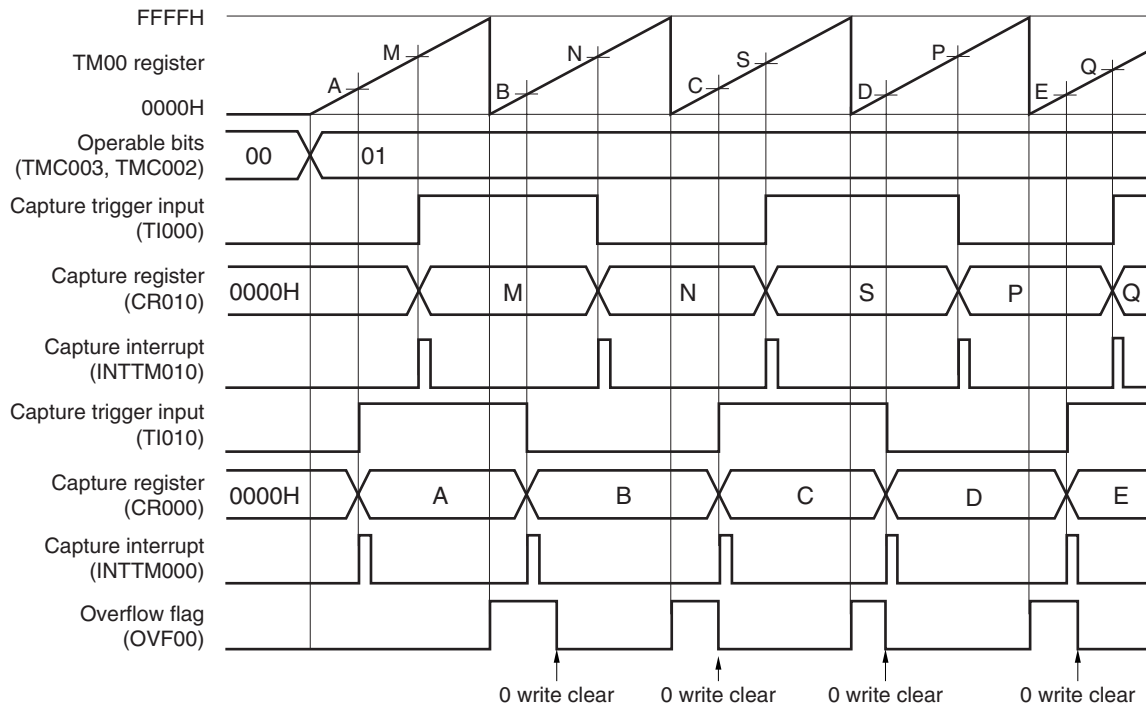 FFFFH
TM00 register
0000H
A M B N C S D P E Q
Operable bits
(TMC003, TMC002)
00 01
Capture trigger input
(TI000)
Capture register
(CR010)
0000H M N S P Q
Capture interrupt
(INTTM010)
Capture trigger input
(TI010)
Capture register
(CR000)
0000H A B C D E
Capture interrupt
(INTTM000)
Overflow flag
(OVF00)
0 write clear 0 write clear 0 write clear 0 write clear